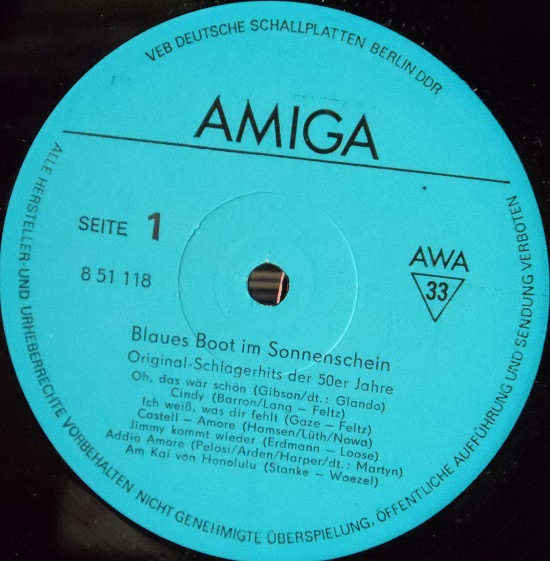 VEB DEUTSCHE SCHALLPLATTEN BERLIN DDR
AMIGA
SEITE 1
8 51 118
AWA
33
Blaues Boot im Sonnenschein
Original-Schlagerhits der 50er Jahre
Oh, das wär schön (Gibson/dt.: Glando)
Cindy (Barron/Lang – Feltz)
Ich weiß, was dir fehlt (Gaze – Feltz)
Castell – Amore (Hamsen/Lüth/Nowa)
Jimmy kommt wieder (Erdmann – Loose)
Addio Amore (Pelosi/Arden/Harper/dt.: Martyn)
Am Kai von Honolulu (Stanke – Woezel)
ALLE HERSTELLER- UND URHEBERRECHTE VORBEHALTEN · NICHT GENEHMIGTE ÜBERSPIELUNG, ÖFFENTLICHE AUFFÜHRUNG UND SENDUNG VERBOTEN